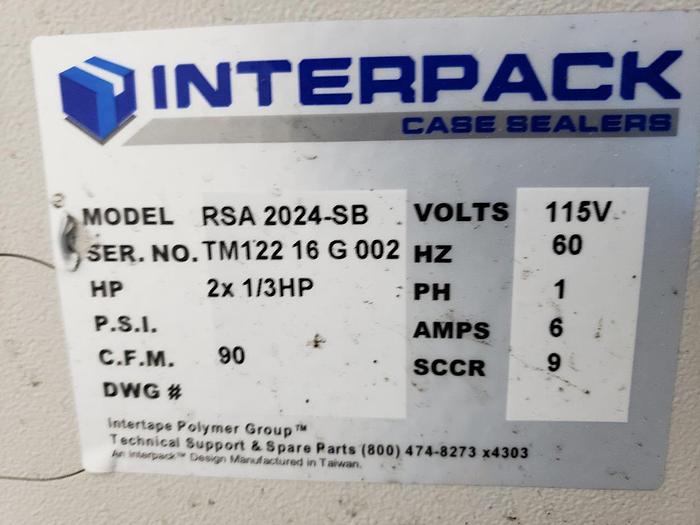 INTERPACK
CASE SEALERS
MODEL RSA 2024-SB VOLTS 115V
SER. NO. TM122 16 G 002 HZ 60
HP 2x 1/3HP PH 1
P.S.I. AMPS 6
C.F.M. 90 SCCR 9
DWG #
Intertape Polymer Group™
Technical Support & Spare Parts (800) 474-8273 x4303
An Interpack™ Design Manufactured in Taiwan.